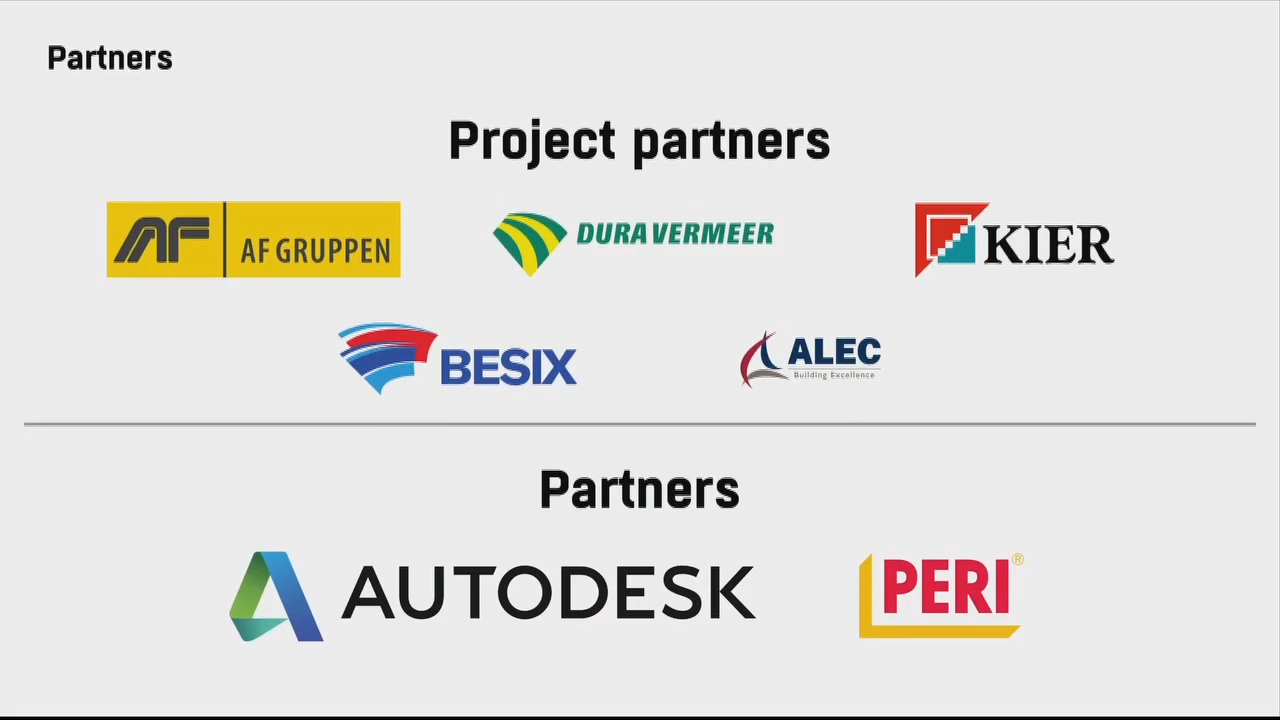 Partners
Project partners
AF AF GRUPPEN
DURA VERMEER
KIER
BESIX
ALEC
Building Excellence
Partners
AUTODESK
PERI®